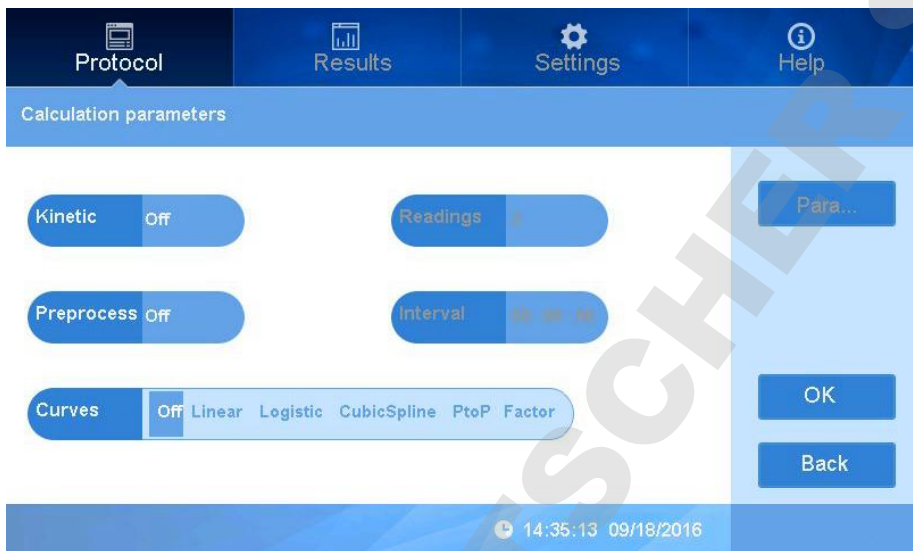 Protocol Results Settings Help
Calculation parameters
Kinetic Off Readings Para...
Preprocess Off Interval
Curves Off Linear Logistic CubicSpline PtoP Factor OK
Back
14:35:13 09/18/2016